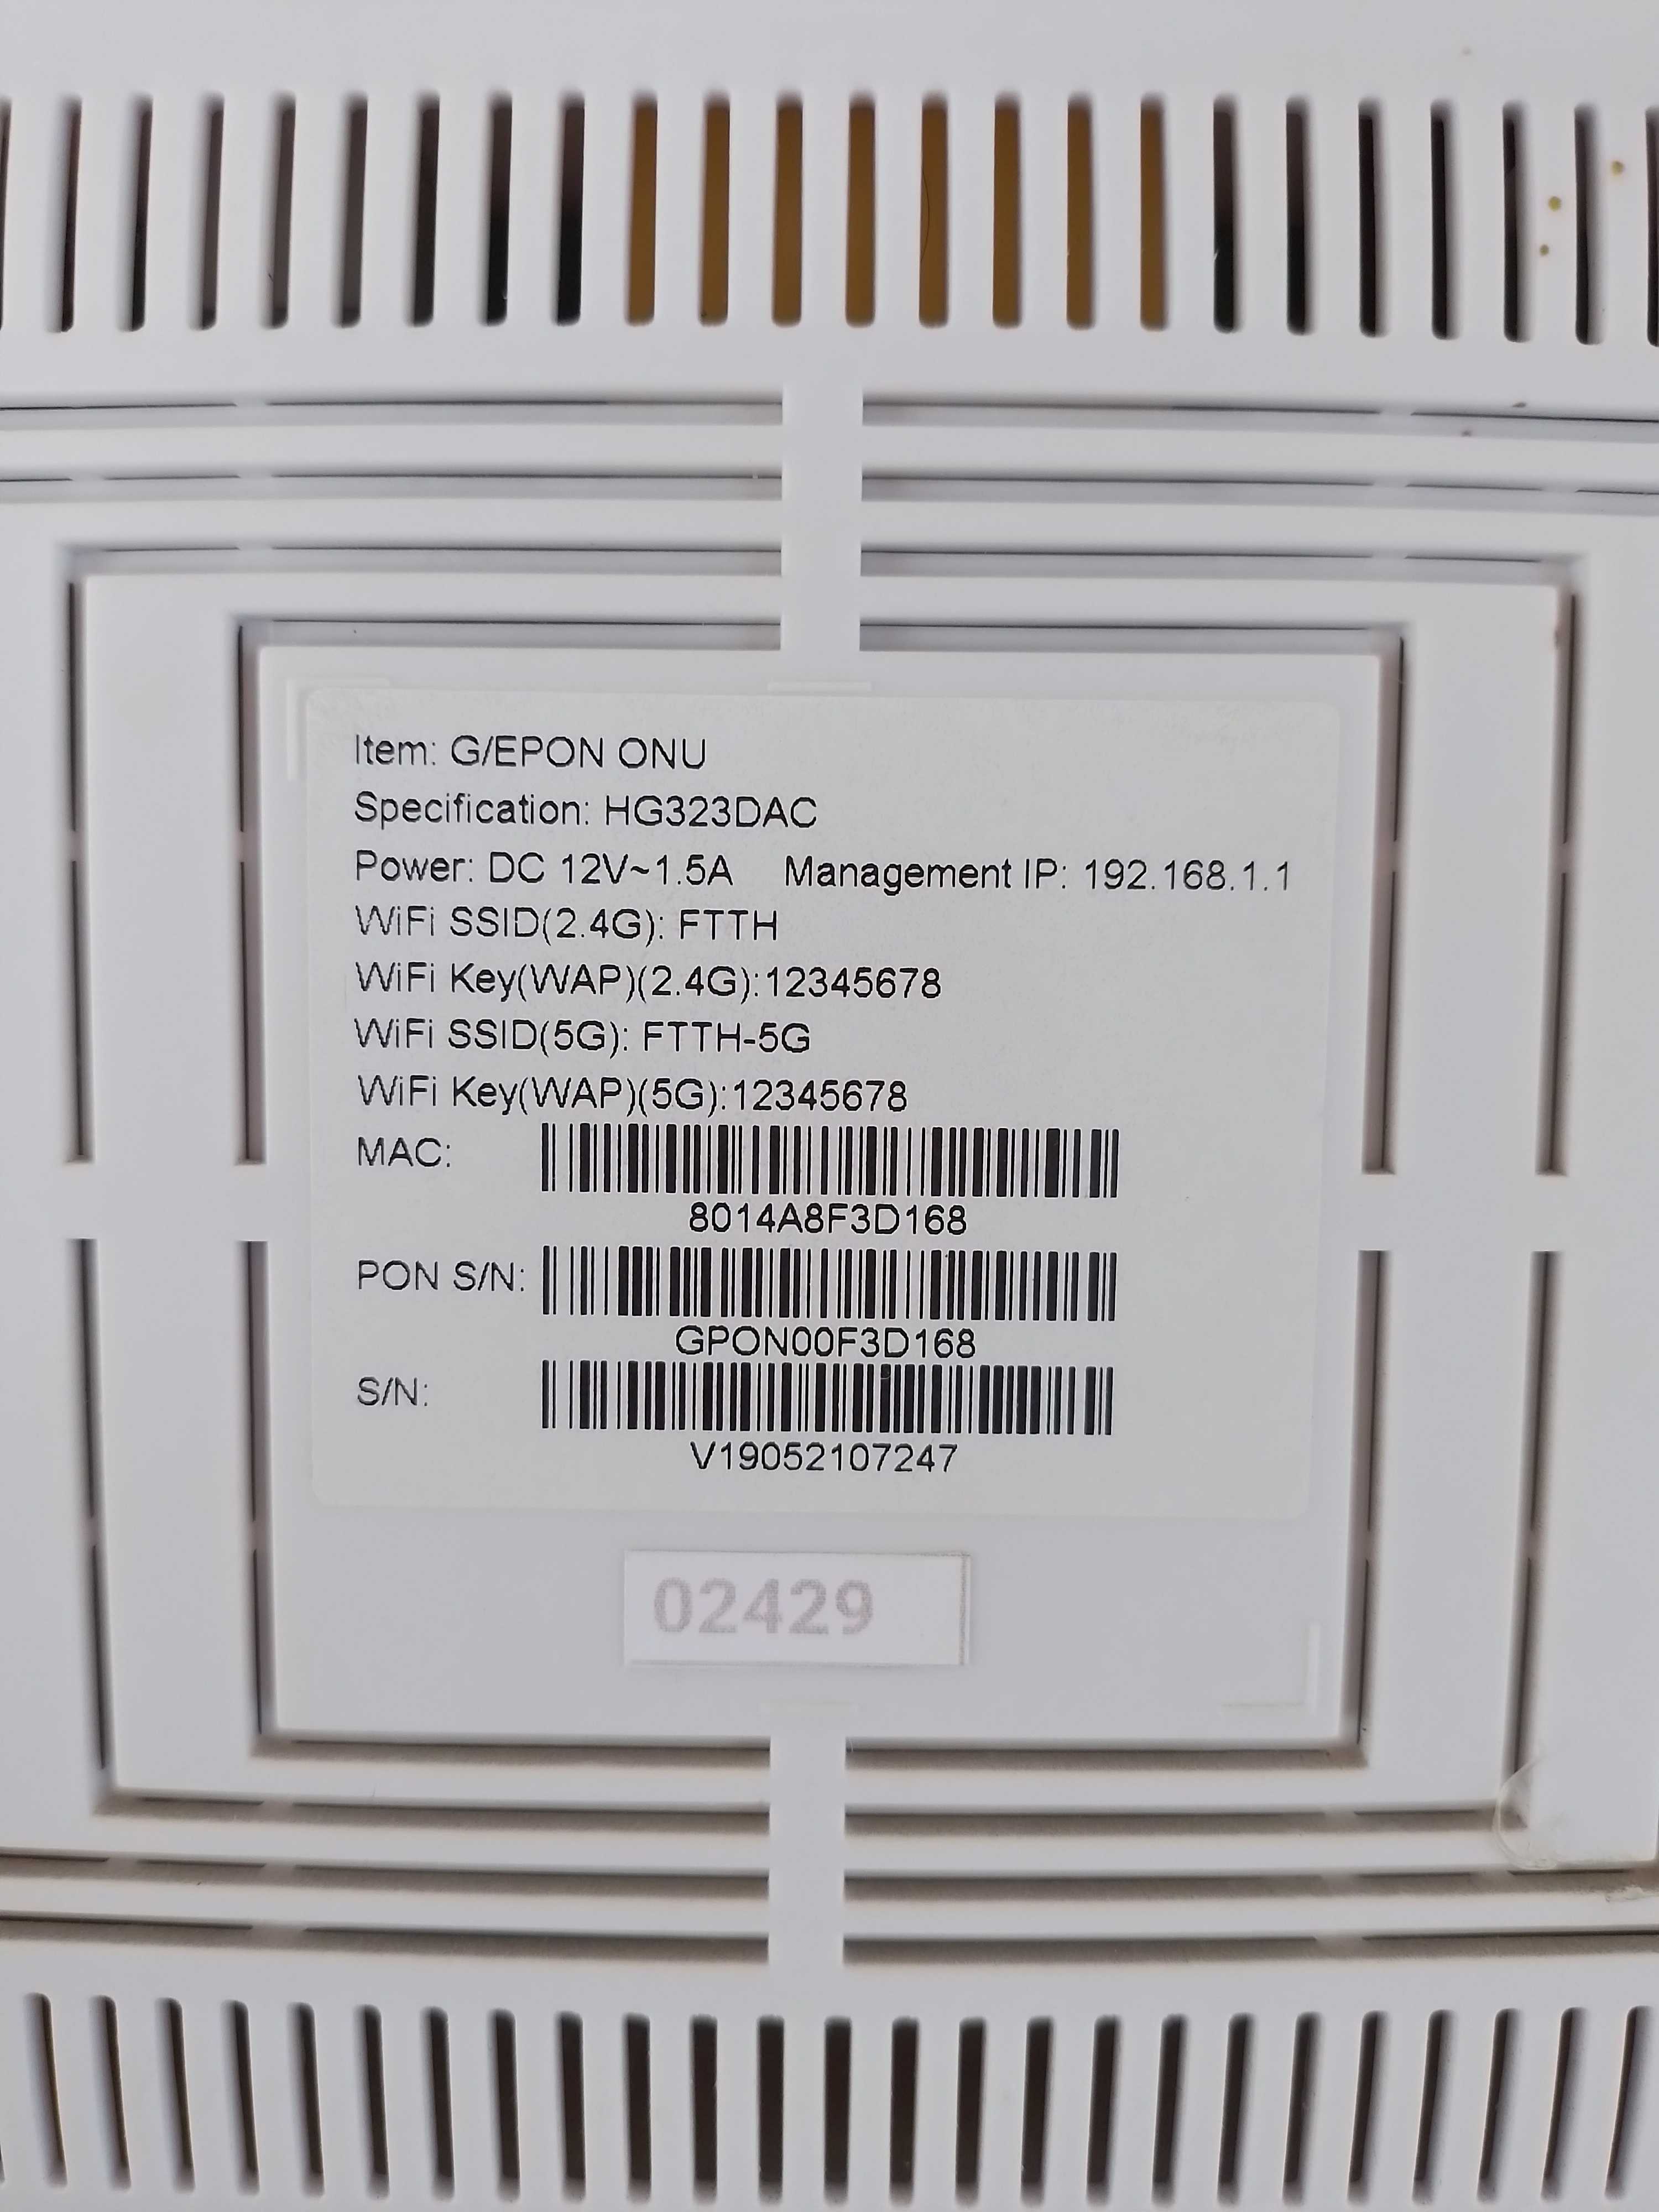 Item: G/EPON ONU
Specification: HG323DAC
Power: DC 12V~1.5A Management IP: 192.168.1.1
WiFi SSID(2.4G): FTTH
WiFi Key(WAP)(2.4G):12345678
WiFi SSID(5G): FTTH-5G
WiFi Key(WAP)(5G):12345678
MAC:
8014A8F3D168
PON S/N:
GPON00F3D168
S/N:
V19052107247
02429